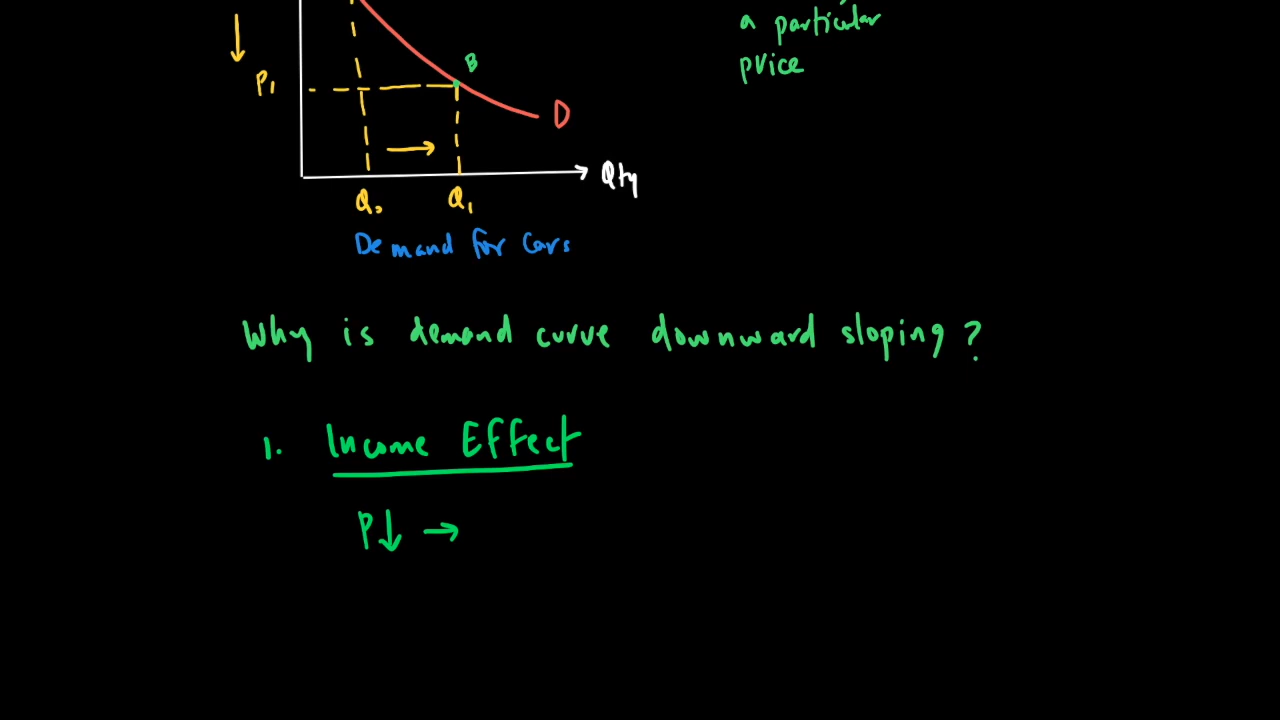 a particular
price
P₁
B
D
Qty
Q₀ Q₁
Demand for Cars
Why is demand curve downward sloping?
1. Income Effect
P↓ →